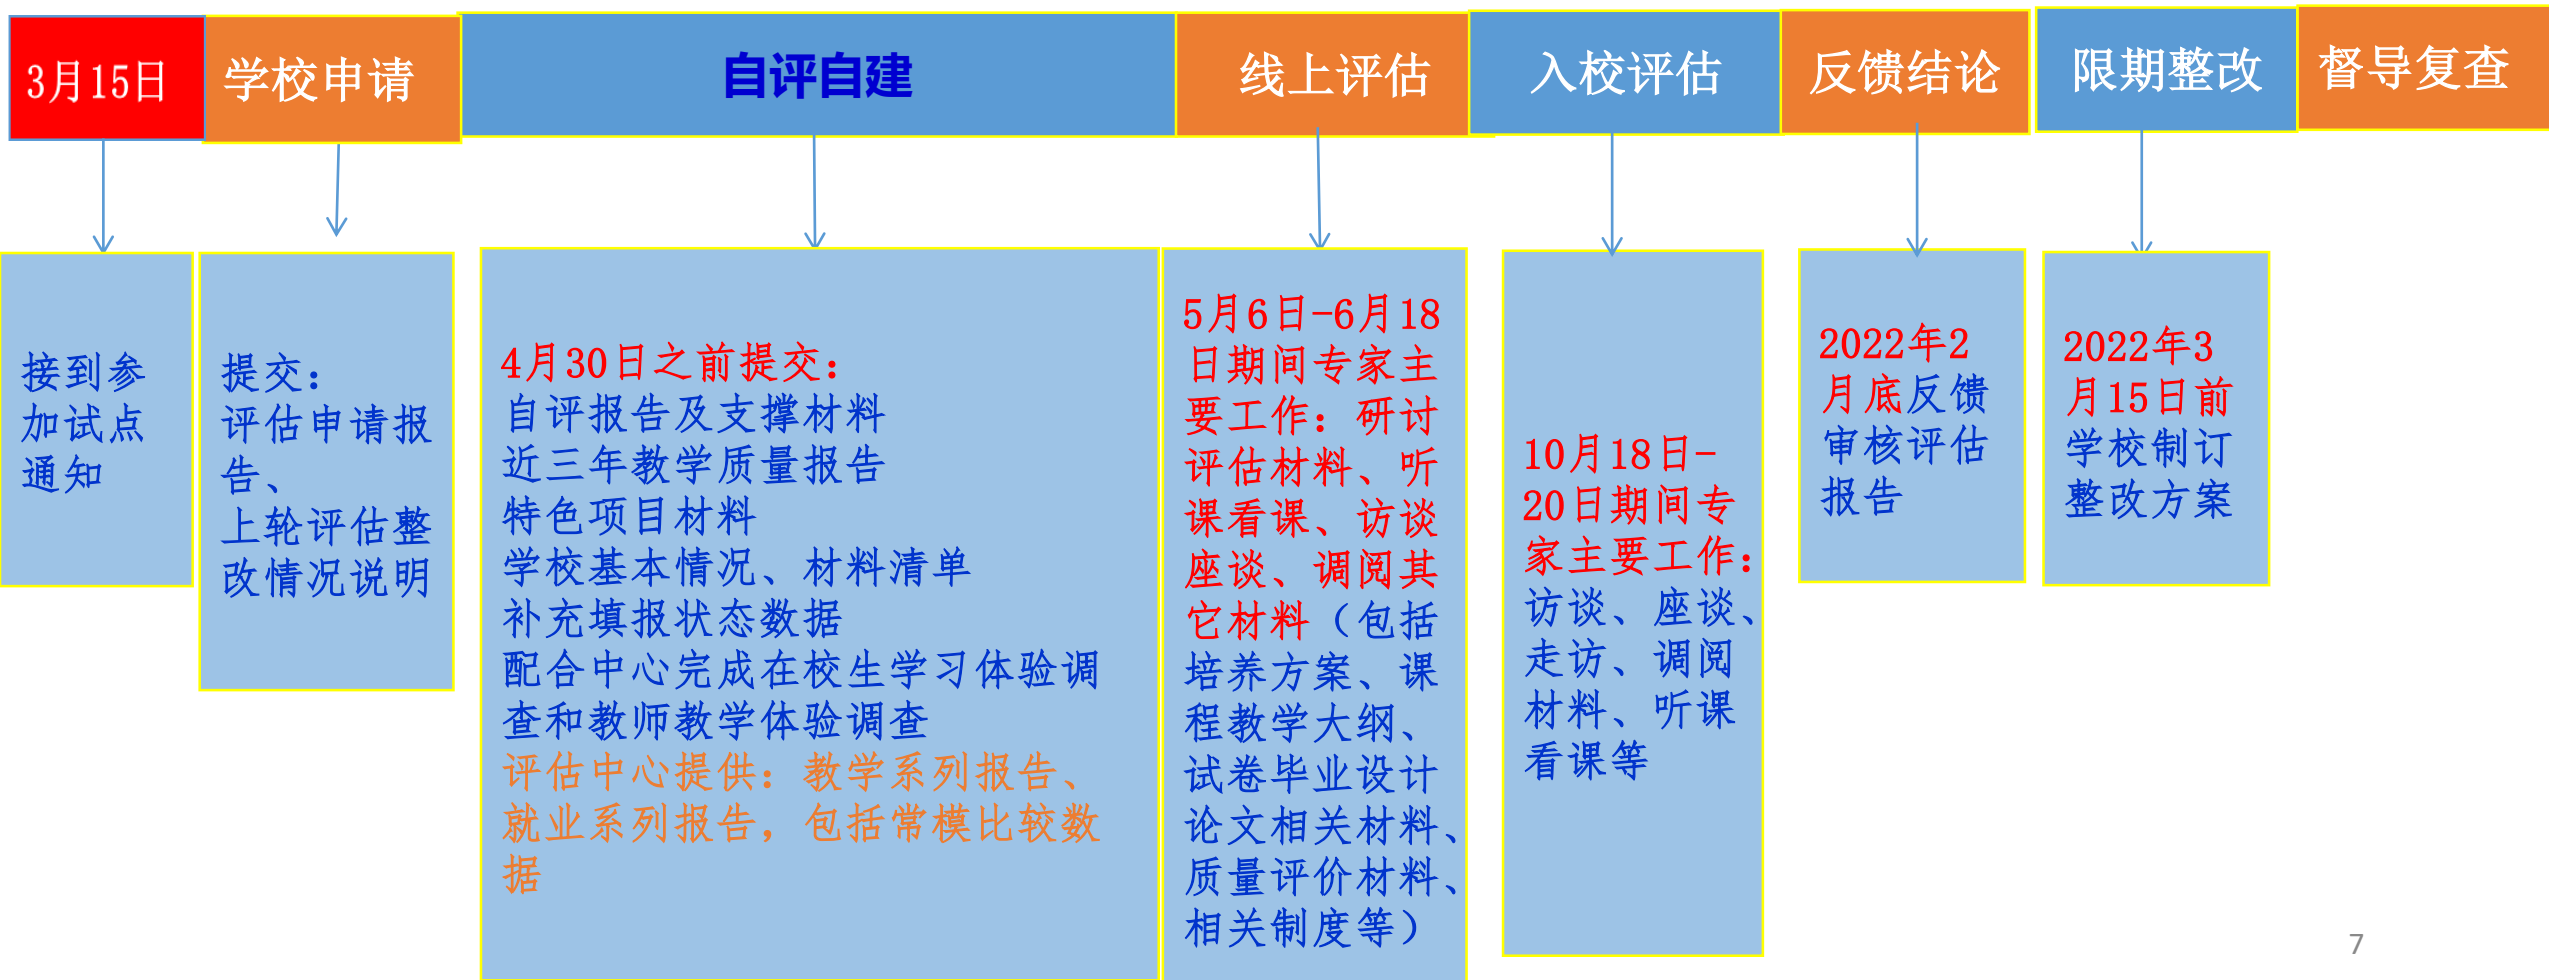 3月15日
学校申请
自评自建
线上评估
入校评估
反馈结论
限期整改
督导复查
接到参
加试点
通知
提交：
评估申请报
告、
上轮评估整
改情况说明
4月30日之前提交：
自评报告及支撑材料
近三年教学质量报告
特色项目材料
学校基本情况、材料清单
补充填报状态数据
配合中心完成在校生学习体验调
查和教师教学体验调查
评估中心提供：教学系列报告、
就业系列报告，包括常模比较数
据
5月6日-6月18
日期间专家主
要工作：研讨
评估材料、听
课看课、访谈
座谈、调阅其
它材料（包括
培养方案、课
程教学大纲、
试卷毕业设计
论文相关材料、
质量评价材料、
相关制度等）
10月18日-
20日期间专
家主要工作：
访谈、座谈、
走访、调阅
材料、听课
看课等
2022年2
月底反馈
审核评估
报告
2022年3
月15日前
学校制订
整改方案
7